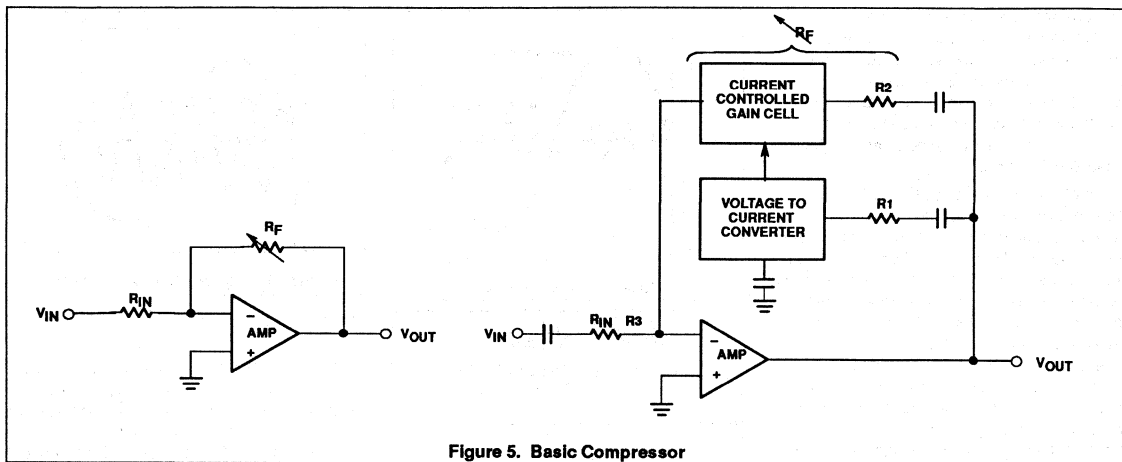 RF
CURRENT
CONTROLLED
GAIN CELL
R2
VOLTAGE TO
CURRENT
CONVERTER
R1
RF
VIN
RIN
−
AMP
+
VOUT
VIN
RIN R3
−
AMP
+
VOUT
Figure 5. Basic Compressor